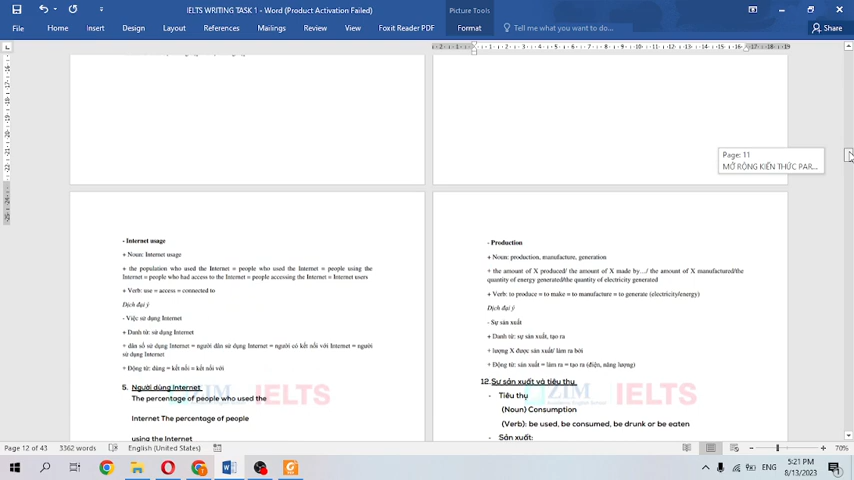 IELTS WRITING TASK 1 - Word (Product Activation Failed)
Picture Tools
File Home Insert Design Layout References Mailings Review View Foxit Reader PDF Format Tell me what you want to do... Share
Page: 11
MỞ RỘNG KIẾN THỨC PAR...
- Internet usage
+ Noun: Internet usage
+ the population who used the Internet = people who used the Internet = people using the
Internet = people who had access to the Internet = people accessing the Internet = Internet users
+ Verb: use = access = connected to
Dịch đại ý
- Việc sử dụng Internet
+ Danh từ: sử dụng Internet
+ dân số sử dụng Internet = người dân sử dụng Internet = người có kết nối với Internet = người
sử dụng Internet
+ Động từ: dùng = kết nối = kết nối với
5. Người dùng Internet
The percentage of people who used the
Internet The percentage of people
using the Internet
ZIM IELTS
- Production
+ Noun: production, manufacture, generation
+ the amount of X produced/ the amount of X made by…/ the amount of X manufactured/the
quantity of energy generated/the quantity of electricity generated
+ Verb: to produce = to make = to manufacture = to generate (electricity/energy)
Dịch đại ý
- Sự sản xuất
+ Danh từ: sự sản xuất, tạo ra
+ lượng X được sản xuất/ làm ra bởi
+ Động từ: sản xuất = làm ra = tạo ra (điện, năng lượng)
12. Sự sản xuất và tiêu thụ
- Tiêu thụ
(Noun) Consumption
(Verb): be used, be consumed, be drunk or be eaten
- Sản xuất:
ZIM IELTS
Page 12 of 43 3362 words English (United States) 70%
ENG 5:21 PM
8/13/2023